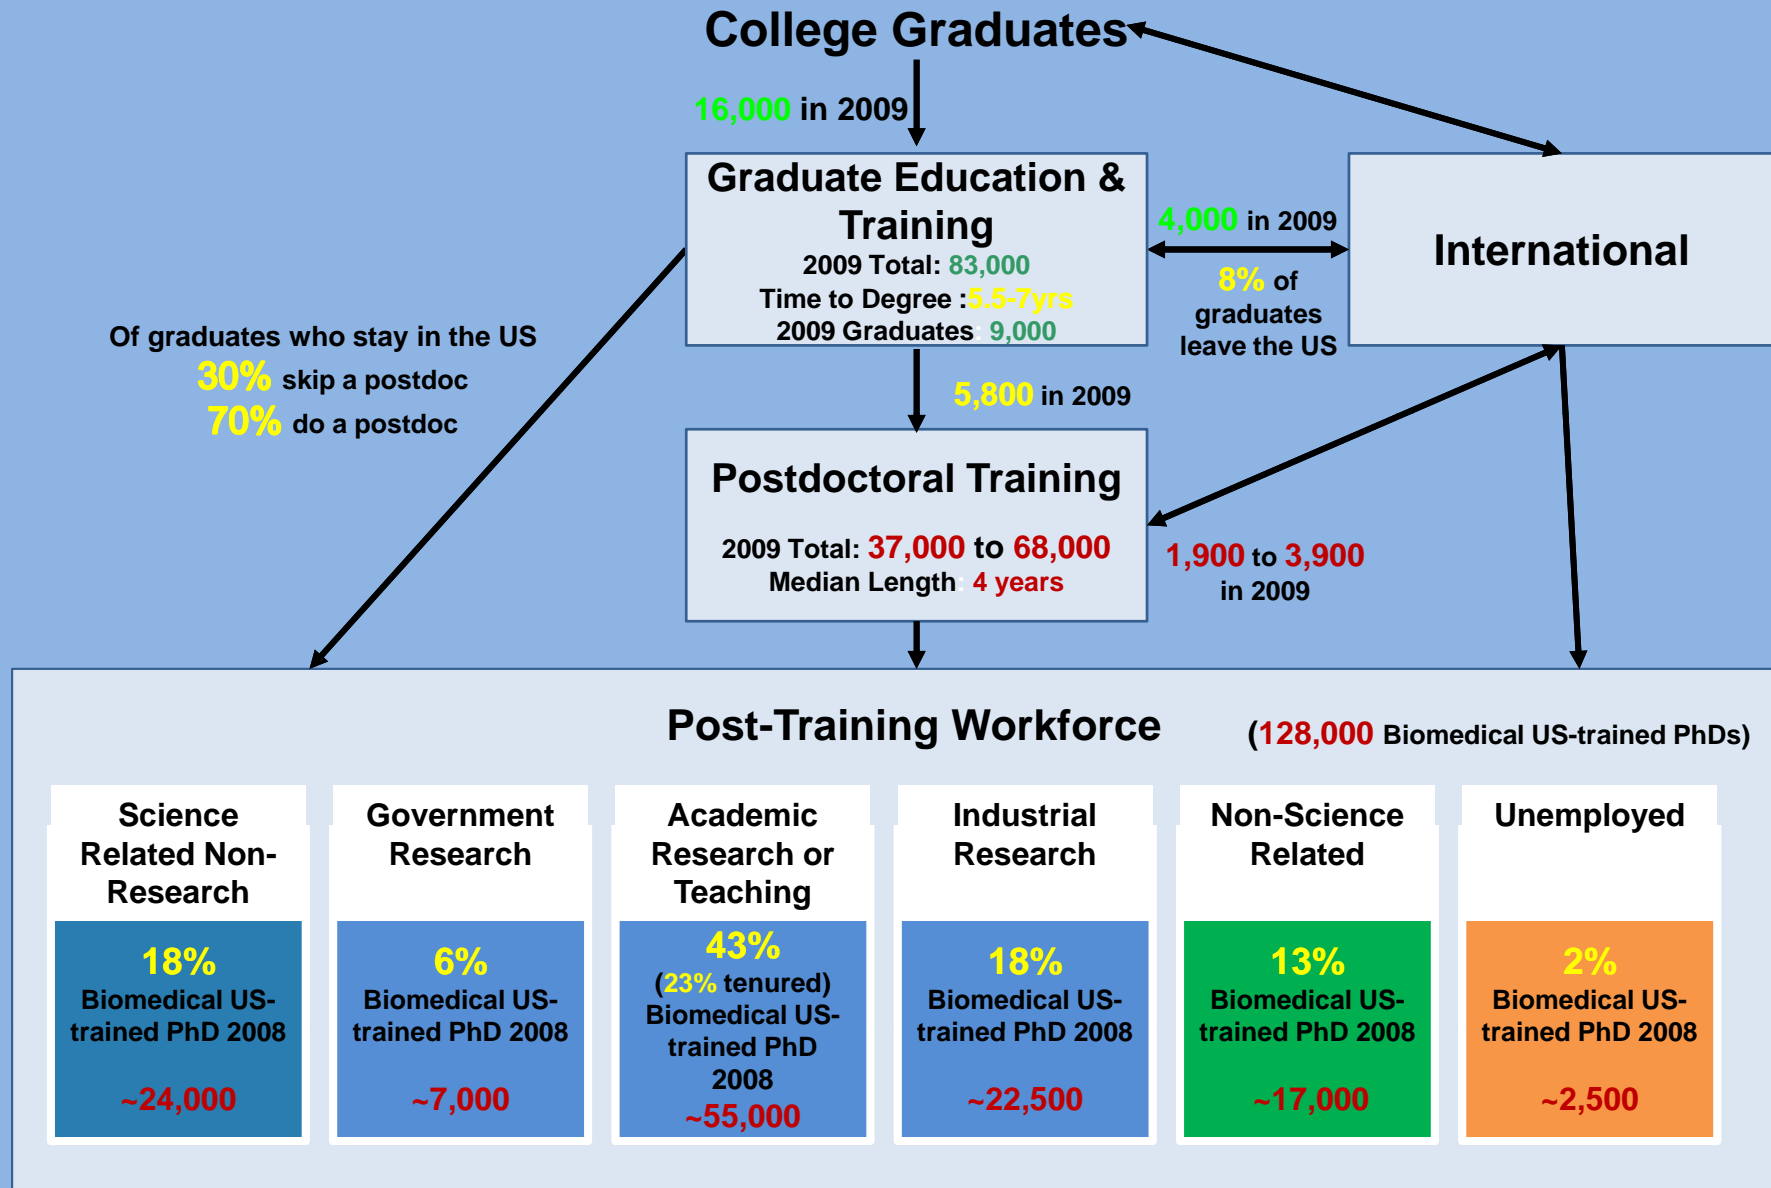 College Graduates
16,000 in 2009
Graduate Education &
Training
2009 Total: 83,000
Time to Degree :5.5-7yrs
2009 Graduates: 9,000
4,000 in 2009
8% of
graduates
leave the US
International
Of graduates who stay in the US
30% skip a postdoc
70% do a postdoc
5,800 in 2009
Postdoctoral Training
2009 Total: 37,000 to 68,000
Median Length: 4 years
1,900 to 3,900
in 2009
Post-Training Workforce
(128,000 Biomedical US-trained PhDs)
Science
Related Non-
Research
18%
Biomedical US-
trained PhD 2008
~24,000
Government
Research
6%
Biomedical US-
trained PhD 2008
~7,000
Academic
Research or
Teaching
43%
(23% tenured)
Biomedical US-
trained PhD
2008
~55,000
Industrial
Research
18%
Biomedical US-
trained PhD 2008
~22,500
Non-Science
Related
13%
Biomedical US-
trained PhD 2008
~17,000
Unemployed
2%
Biomedical US-
trained PhD 2008
~2,500